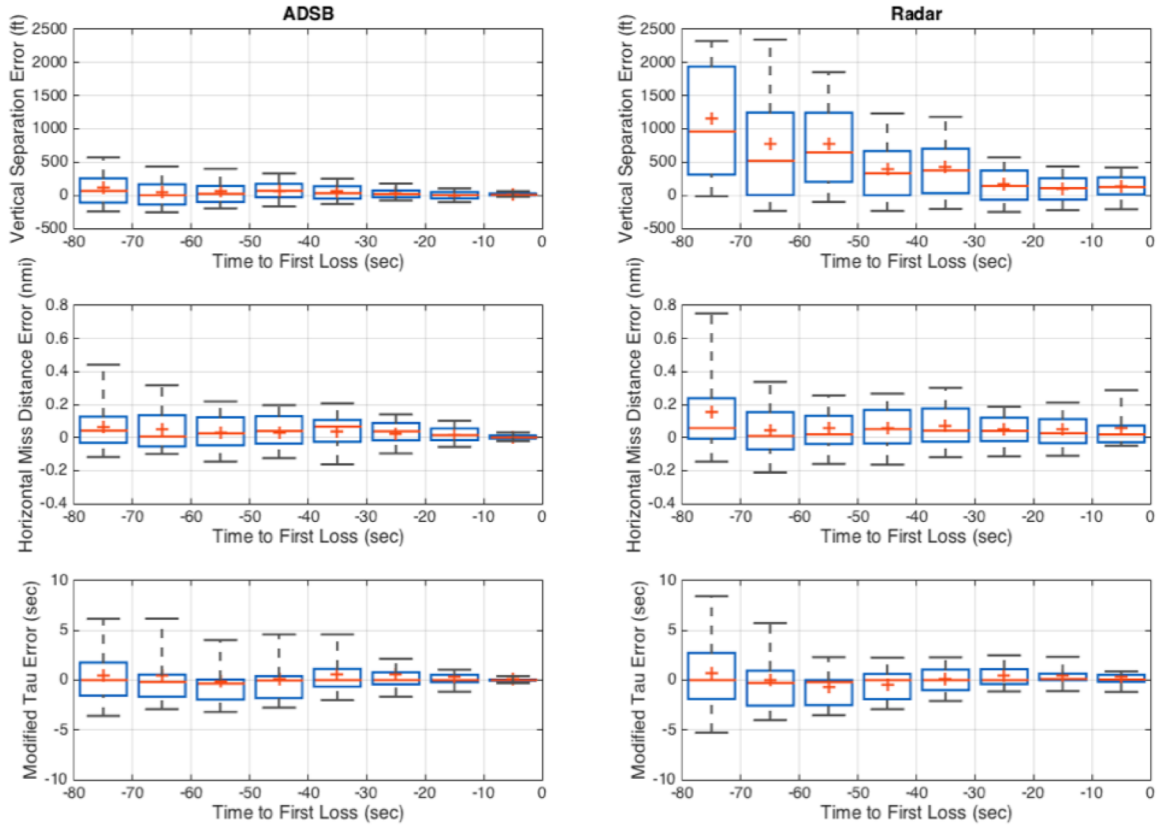 ADSB
Vertical Separation Error (ft)
2500
2000
1500
1000
500
0
-500
-80 -70 -60 -50 -40 -30 -20 -10 0
Time to First Loss (sec)
Radar
Vertical Separation Error (ft)
2500
2000
1500
1000
500
0
-500
-80 -70 -60 -50 -40 -30 -20 -10 0
Time to First Loss (sec)
Horizontal Miss Distance Error (nmi)
0.8
0.6
0.4
0.2
0
-0.2
-0.4
-80 -70 -60 -50 -40 -30 -20 -10 0
Time to First Loss (sec)
Horizontal Miss Distance Error (nmi)
0.8
0.6
0.4
0.2
0
-0.2
-0.4
-80 -70 -60 -50 -40 -30 -20 -10 0
Time to First Loss (sec)
Modified Tau Error (sec)
10
5
0
-5
-10
-80 -70 -60 -50 -40 -30 -20 -10 0
Time to First Loss (sec)
Modified Tau Error (sec)
10
5
0
-5
-10
-80 -70 -60 -50 -40 -30 -20 -10 0
Time to First Loss (sec)